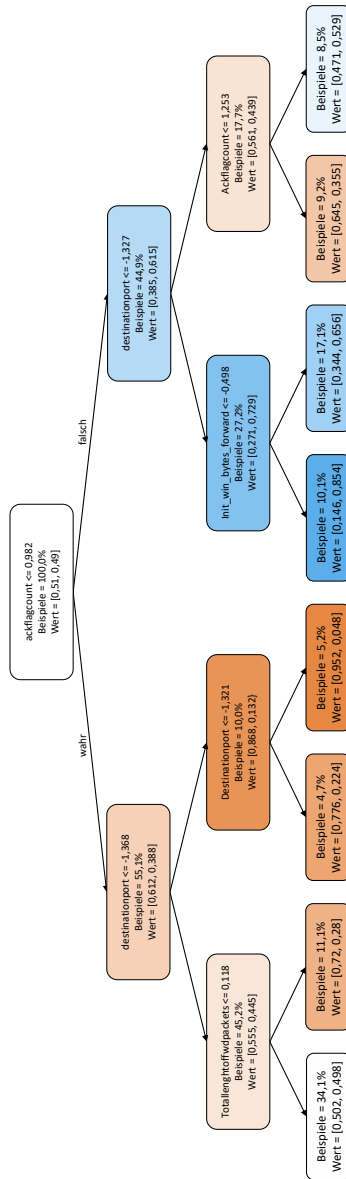 ackflagcount <= 0,982
Beispiele = 100,0%
Wert = [0,51, 0,49]
wahr
falsch
destinationport <= -1,368
Beispiele = 55,1%
Wert = [0,612, 0,388]
destinationport <= -1,327
Beispiele = 44,9%
Wert = [0,385, 0,615]
Totallenghtoffwdpackets <= 0,118
Beispiele = 45,2%
Wert = [0,555, 0,445]
Destinationport <= -1,321
Beispiele = 10,0%
Wert = [0,868, 0,132)
Init_win_bytes_forward <= -0,498
Beispiele = 27,2%
Wert = [0,271, 0,729]
Ackflagcount <= 1,253
Beispiele = 17,7%
Wert = [0,561, 0,439]
Beispiele = 34,1%
Wert = [0,502, 0,498]
Beispiele = 11,1%
Wert = [0,72, 0,28]
Beispiele = 4,7%
Wert = [0,776, 0,224]
Beispiele = 5,2%
Wert = [0,952, 0,048]
Beispiele = 10,1%
Wert = [0,146, 0,854]
Beispiele = 17,1%
Wert = [0,344, 0,656]
Beispiele = 9,2%
Wert = [0,645, 0,355]
Beispiele = 8,5%
Wert = [0,471, 0,529]